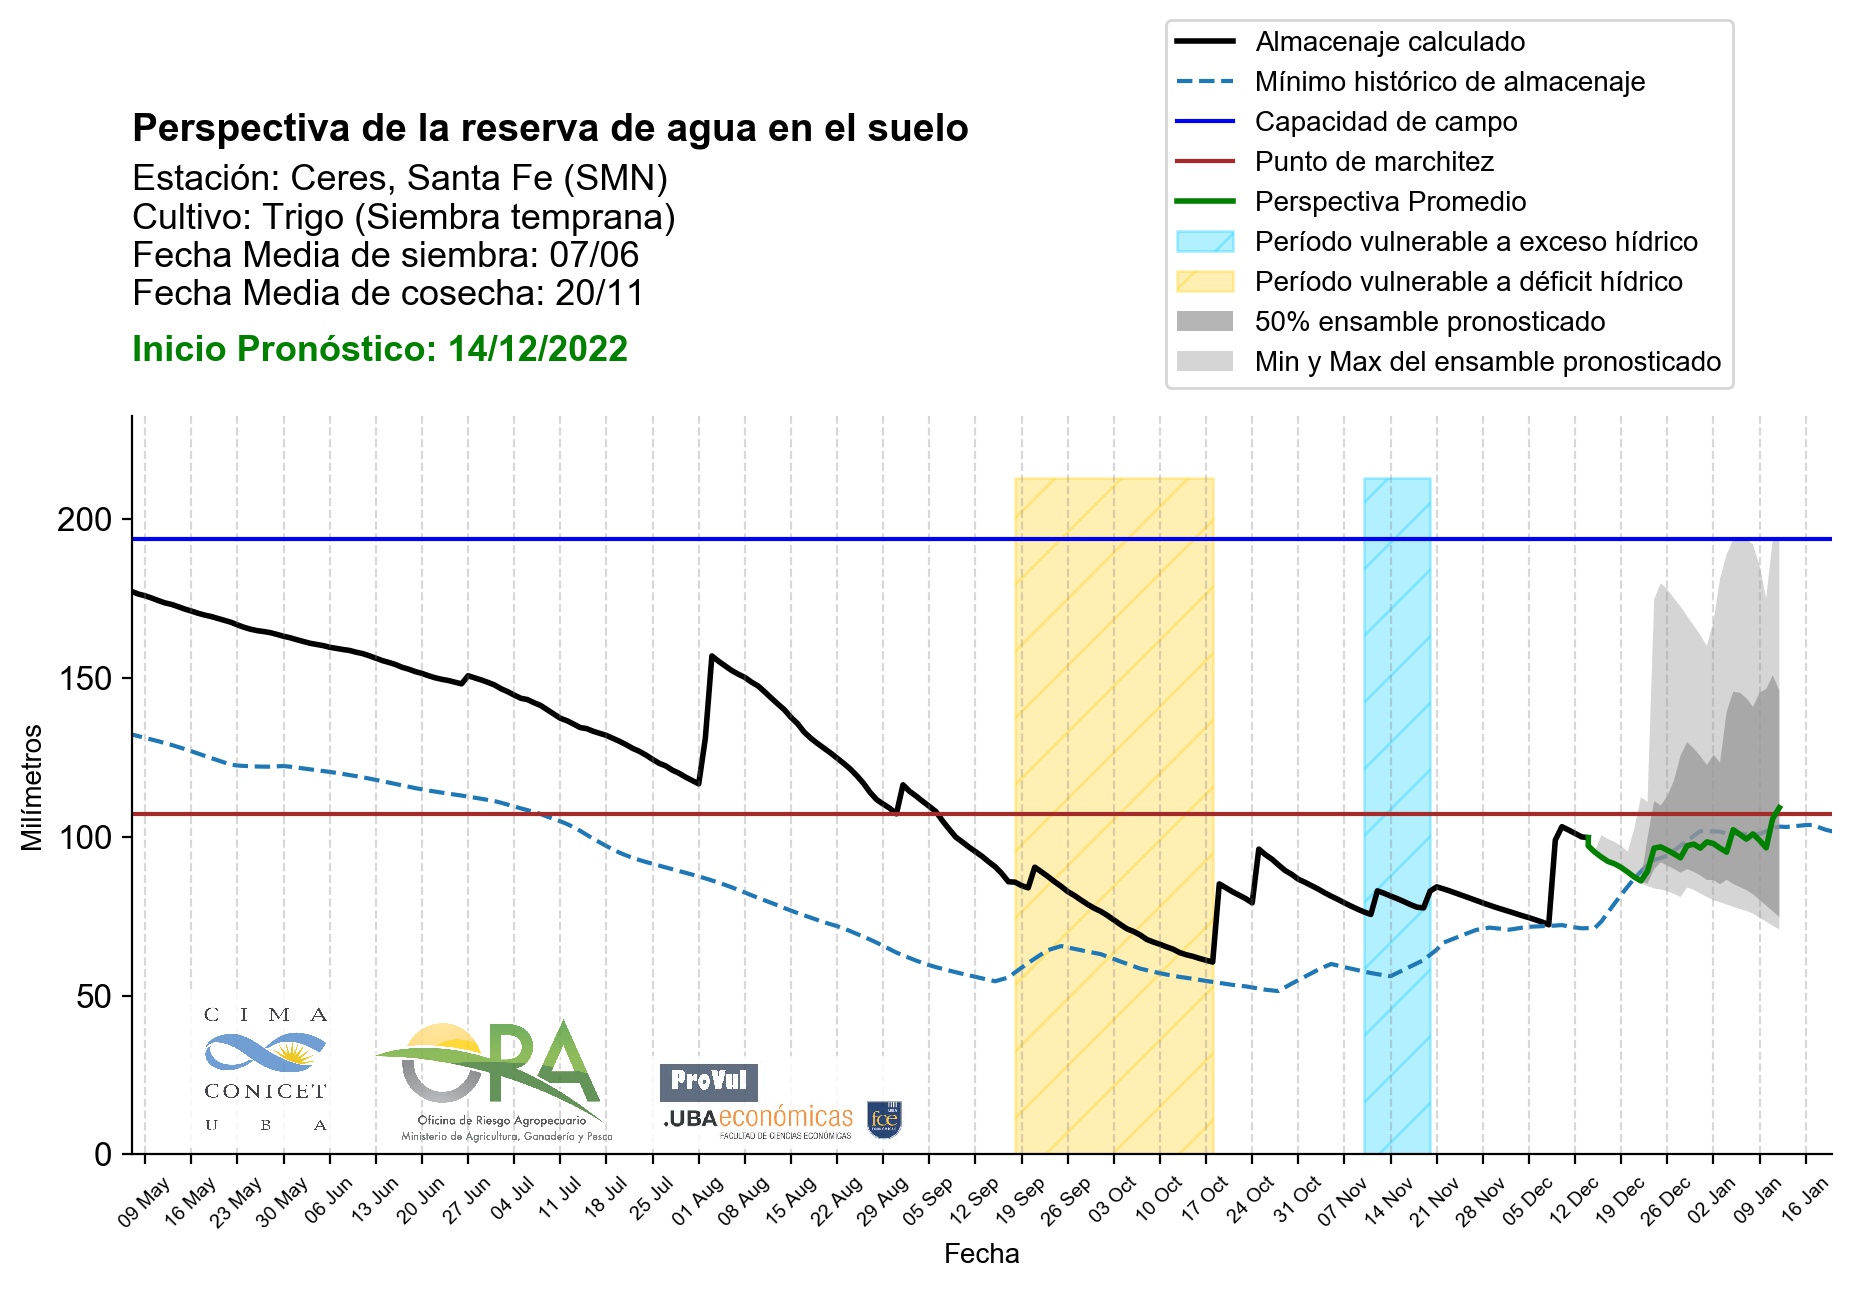 Almacenaje calculado
Mínimo histórico de almacenaje
Capacidad de campo
Punto de marchitez
Perspectiva Promedio
Período vulnerable a exceso hídrico
Período vulnerable a déficit hídrico
50% ensamble pronosticado
Min y Max del ensamble pronosticado
Perspectiva de la reserva de agua en el suelo
Estación: Ceres, Santa Fe (SMN)
Cultivo: Trigo (Siembra temprana)
Fecha Media de siembra: 07/06
Fecha Media de cosecha: 20/11
Inicio Pronóstico: 14/12/2022
Milímetros
200
150
100
50
0
CIMA
CONICET
UBA
OPA
Oficina de Riesgo Agropecuario
Ministerio de Agricultura, Ganadería y Pesca
ProVul
.UBAeconómicas
FACULTAD DE CIENCIAS ECONÓMICAS
fce
09 May 16 May 23 May 30 May 06 Jun 13 Jun 20 Jun 27 Jun 04 Jul 11 Jul 18 Jul 25 Jul 01 Aug 08 Aug 15 Aug 22 Aug 29 Aug 05 Sep 12 Sep 19 Sep 26 Sep 03 Oct 10 Oct 17 Oct 24 Oct 31 Oct 07 Nov 14 Nov 21 Nov 28 Nov 05 Dec 12 Dec 19 Dec 26 Dec 02 Jan 09 Jan 16 Jan
Fecha